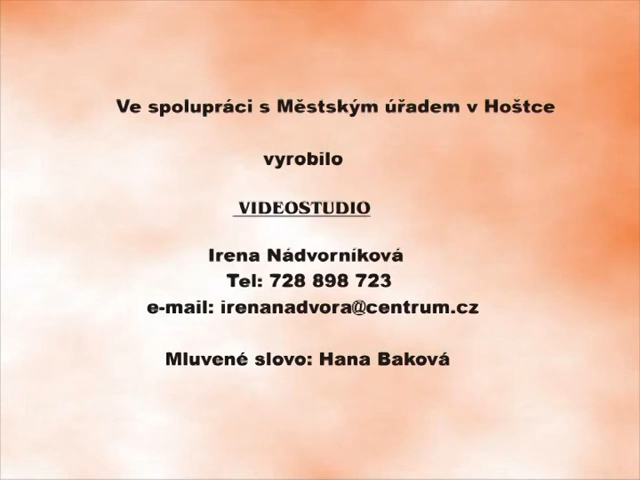 Ve spolupráci s Městským úřadem v Hoštce
vyrobilo
VIDEOSTUDIO
Irena Nádvorníková
Tel: 728 898 723
e-mail: irenanadvora@centrum.cz
Mluvené slovo: Hana Baková